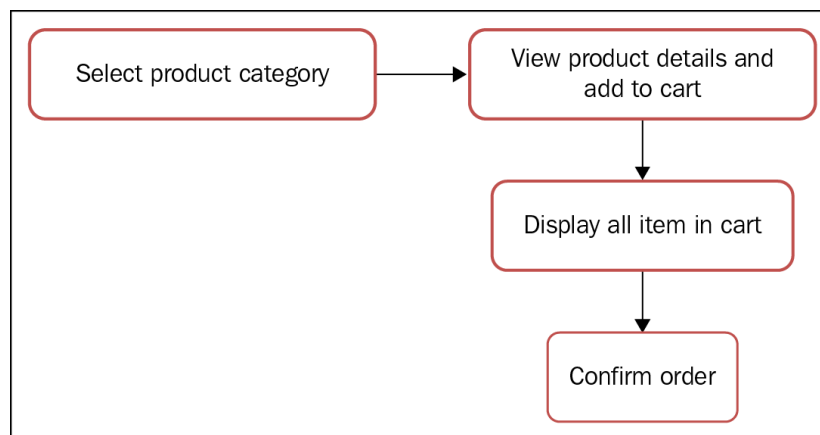 Select product category
View product details and
add to cart
Display all item in cart
Confirm order